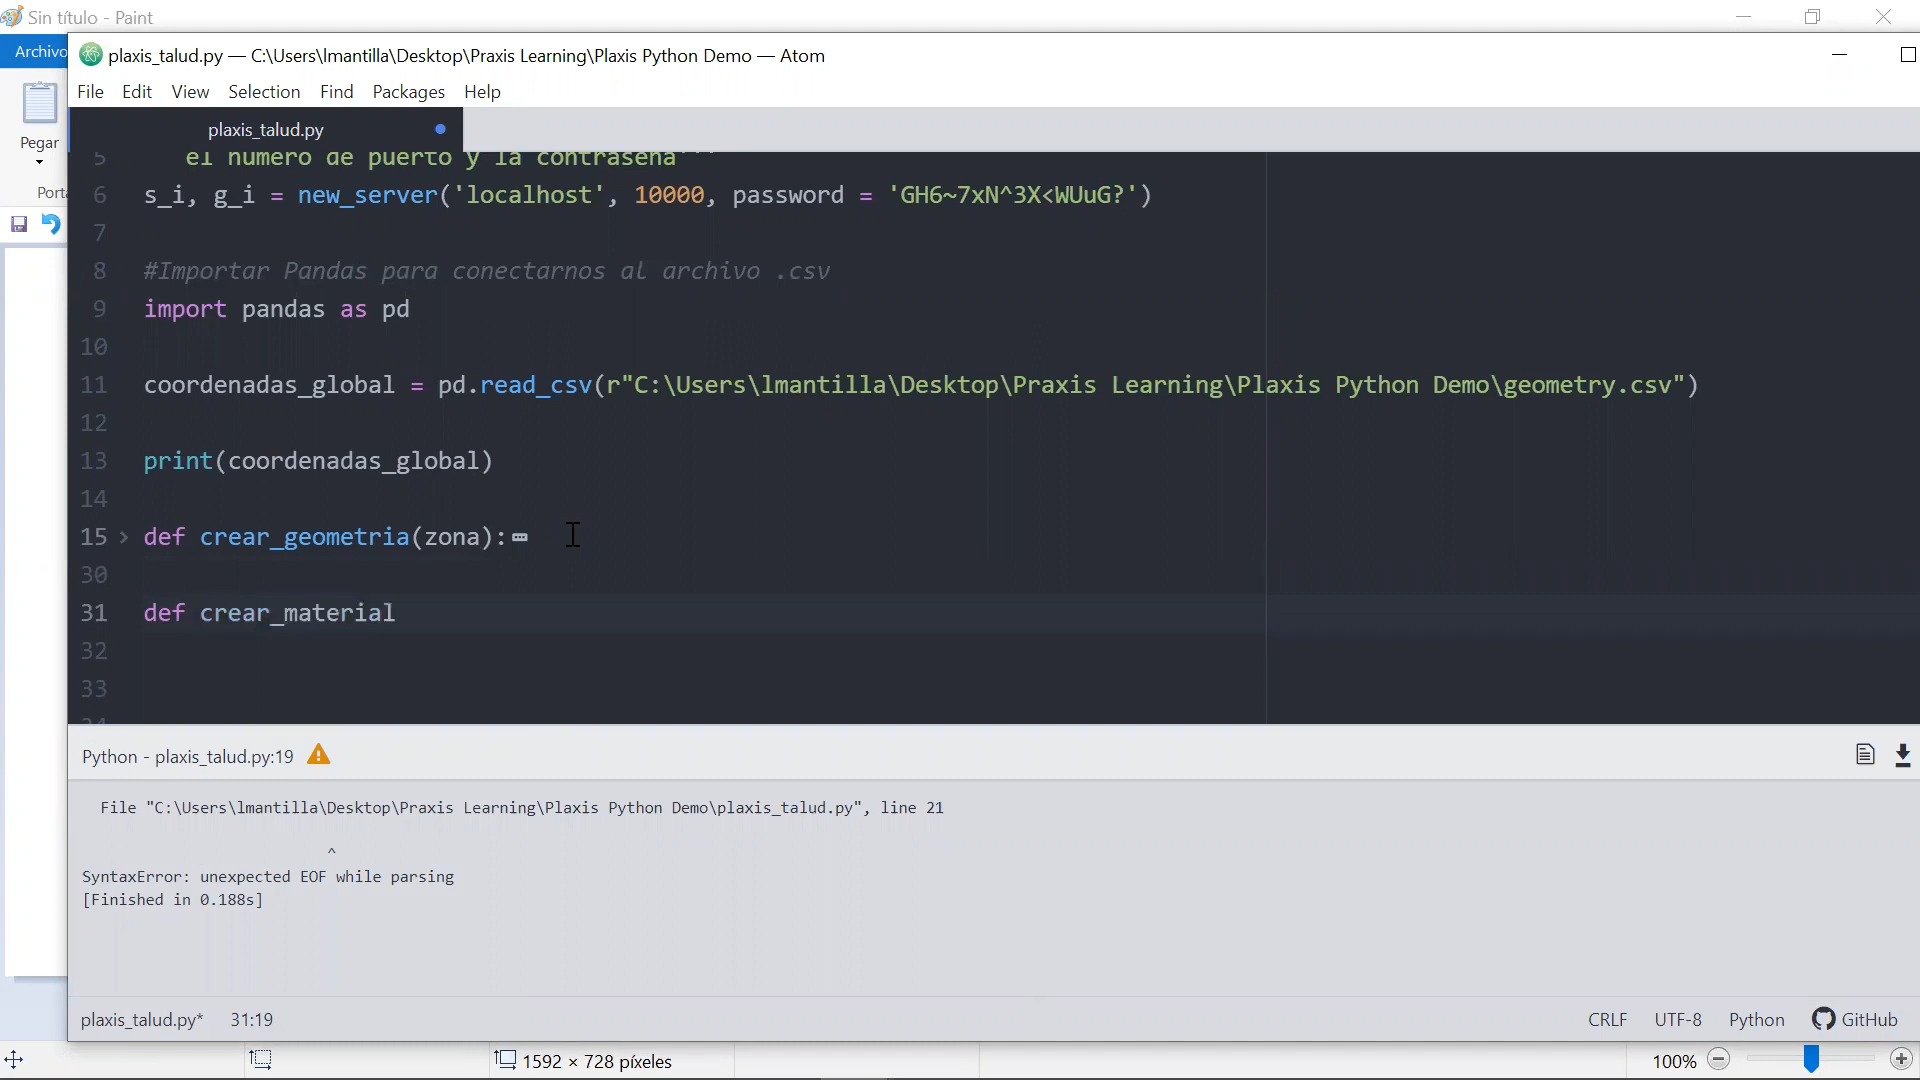 Sin título - Paint
Archivo
Pegar
Porta
plaxis_talud.py — C:\Users\lmantilla\Desktop\Praxis Learning\Plaxis Python Demo — Atom
File Edit View Selection Find Packages Help
plaxis_talud.py
5 el numero de puerto y la contraseña'''
6 s_i, g_i = new_server('localhost', 10000, password = 'GH6~7xN^3X<WUuG?')
7
8 #Importar Pandas para conectarnos al archivo .csv
9 import pandas as pd
10
11 coordenadas_global = pd.read_csv(r"C:\Users\lmantilla\Desktop\Praxis Learning\Plaxis Python Demo\geometry.csv")
12
13 print(coordenadas_global)
14
15 def crear_geometria(zona):
30
31 def crear_material
32
33
34
Python - plaxis_talud.py:19
File "C:\Users\lmantilla\Desktop\Praxis Learning\Plaxis Python Demo\plaxis_talud.py", line 21
^
SyntaxError: unexpected EOF while parsing
[Finished in 0.188s]
plaxis_talud.py* 31:19 CRLF UTF-8 Python GitHub
1592 × 728 píxeles 100%